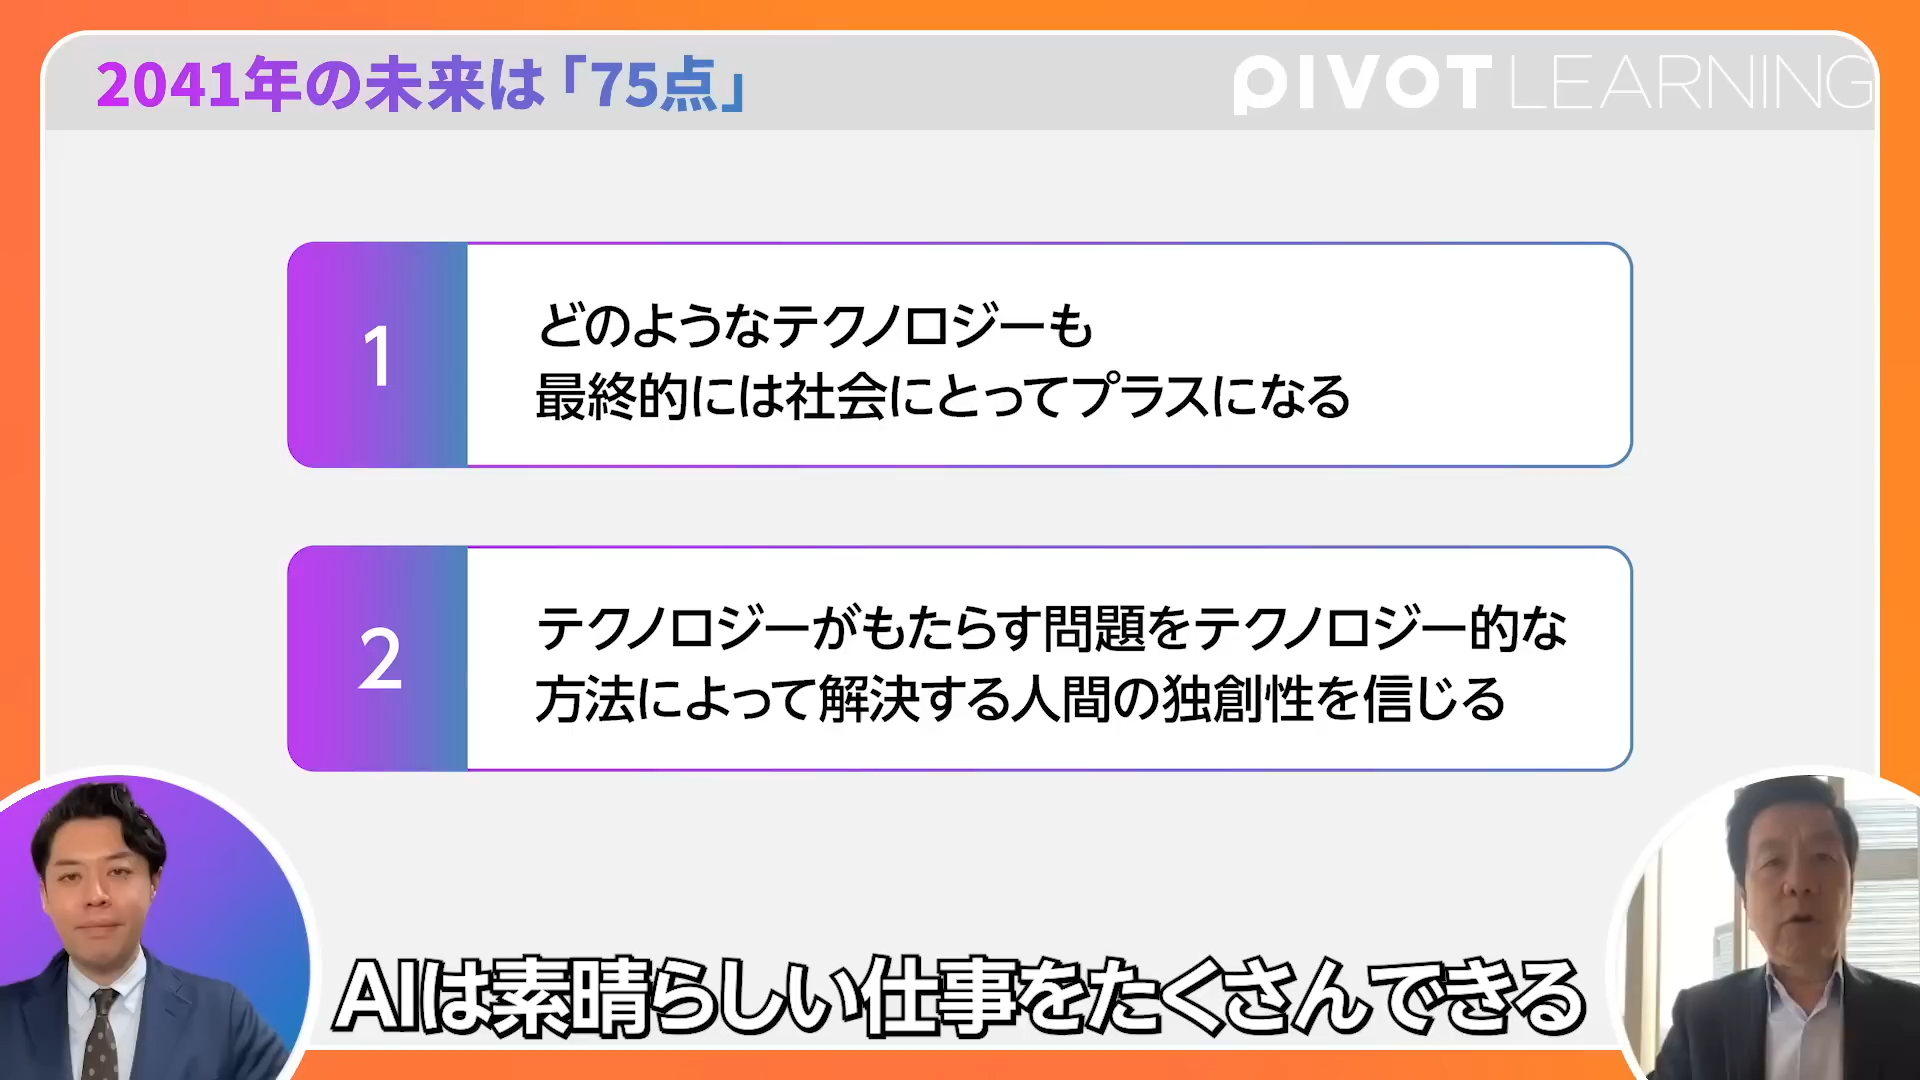 2041年の未来は「75点」
PIVOT LEARNING
1
どのようなテクノロジーも
最終的には社会にとってプラスになる
2
テクノロジーがもたらす問題をテクノロジー的な
方法によって解決する人間の独創性を信じる
AIは素晴らしい仕事をたくさんできる